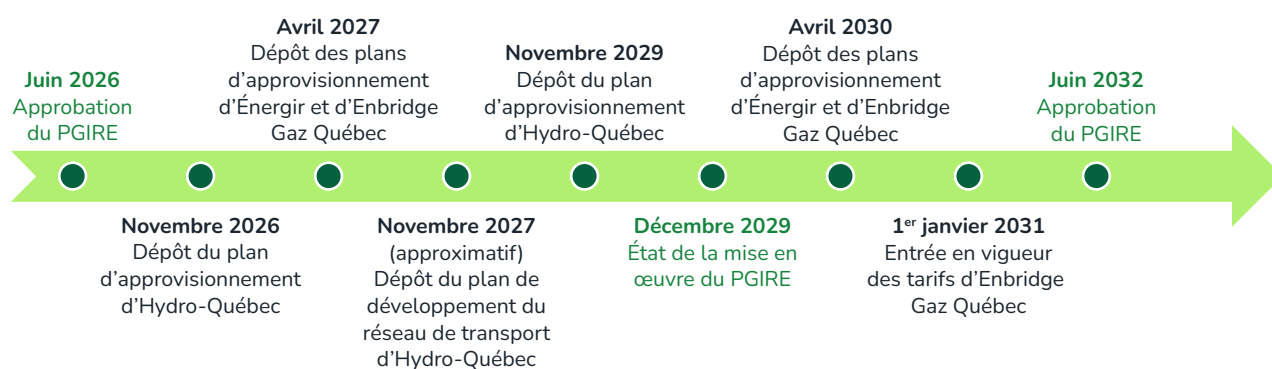 Juin 2026
Approbation
du PGIRE
Novembre 2026
Dépôt du plan
d’approvisionnement
d’Hydro-Québec
Avril 2027
Dépôt des plans
d’approvisionnement
d’Énergir et d’Enbridge
Gaz Québec
Novembre 2027
(approximatif)
Dépôt du plan de
développement du
réseau de transport
d’Hydro-Québec
Novembre 2029
Dépôt du plan
d’approvisionnement
d’Hydro-Québec
Décembre 2029
État de la mise en
œuvre du PGIRE
Avril 2030
Dépôt des plans
d’approvisionnement
d’Énergir et d’Enbridge
Gaz Québec
1er janvier 2031
Entrée en vigueur
des tarifs d’Enbridge
Gaz Québec
Juin 2032
Approbation
du PGIRE